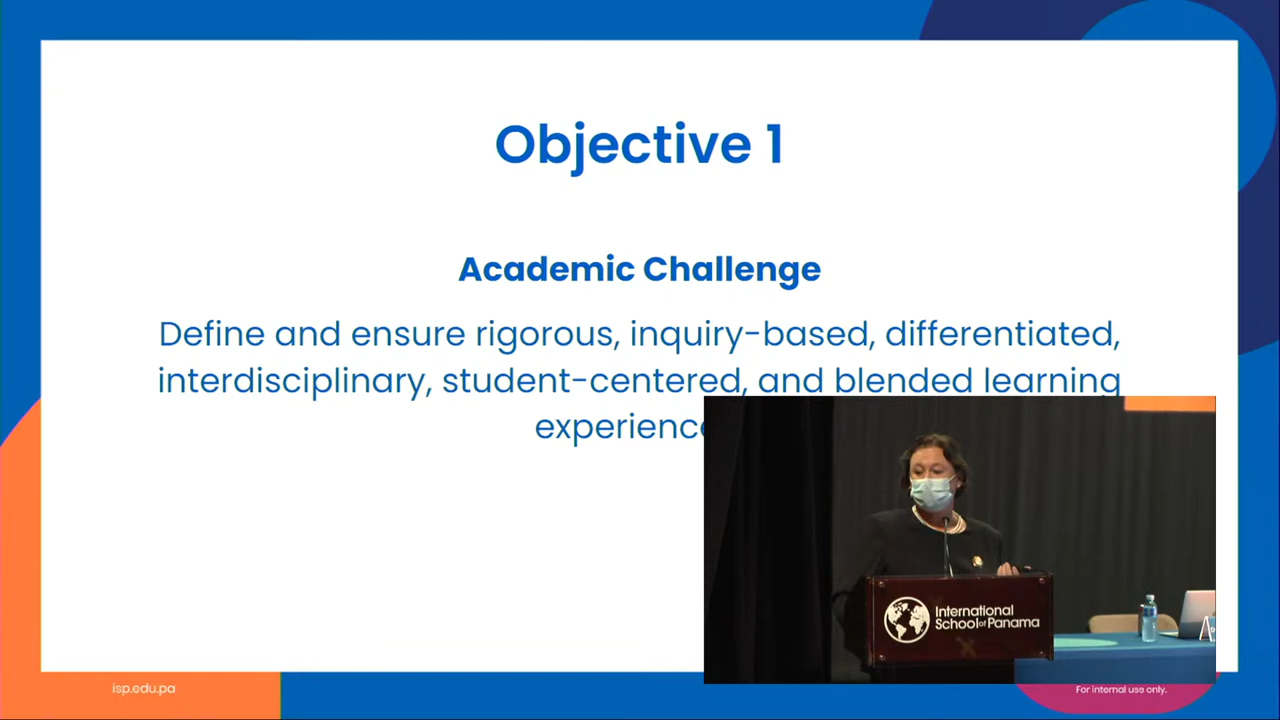 Objective 1
Academic Challenge
Define and ensure rigorous, inquiry-based, differentiated,
interdisciplinary, student-centered, and blended learning
International
School of Panama
isp.edu.pa
For internal use only.